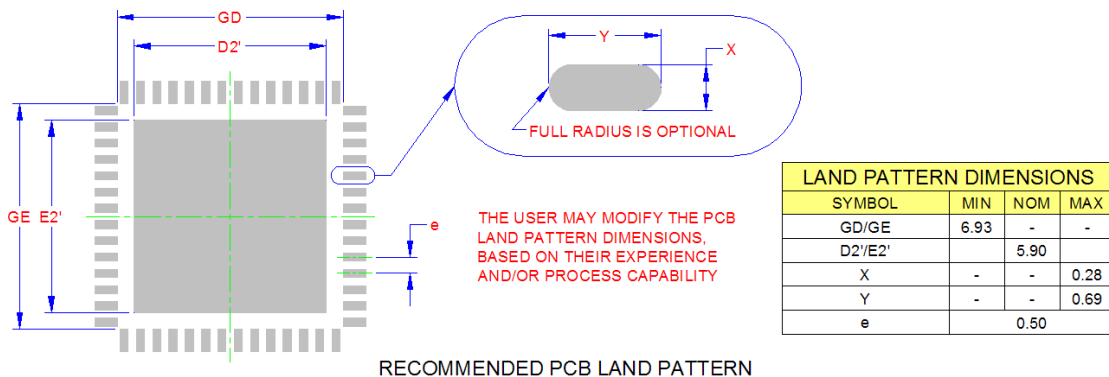 GD
D2'
GE
E2'
e
Y
X
FULL RADIUS IS OPTIONAL
THE USER MAY MODIFY THE PCB
LAND PATTERN DIMENSIONS,
BASED ON THEIR EXPERIENCE
AND/OR PROCESS CAPABILITY
LAND PATTERN DIMENSIONS
SYMBOL MIN NOM MAX
GD/GE 6.93 - -
D2'/E2' 5.90
X - - 0.28
Y - - 0.69
e 0.50
RECOMMENDED PCB LAND PATTERN